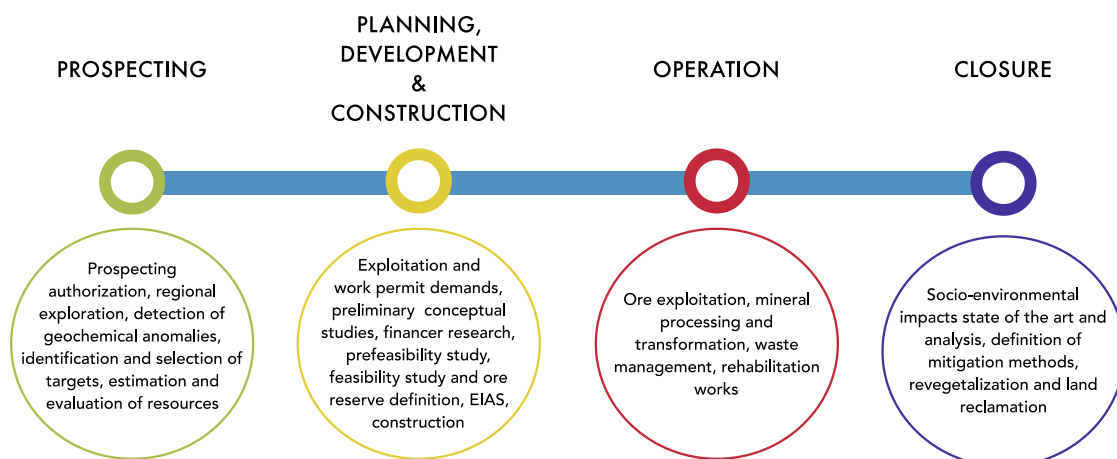 PROSPECTING
PLANNING,
DEVELOPMENT
&
CONSTRUCTION
OPERATION
CLOSURE
Prospecting
authorization, regional
exploration, detection of
geochemical anomalies,
identification and selection of
targets, estimation and
evaluation of resources
Exploitation and
work permit demands,
preliminary conceptual
studies, financer research,
prefeasibility study,
feasibility study and ore
reserve definition, EIAS,
construction
Ore exploitation, mineral
processing and
transformation, waste
management, rehabilitation
works
Socio-environmental
impacts state of the art and
analysis, definition of
mitigation methods,
revegetalization and land
reclamation